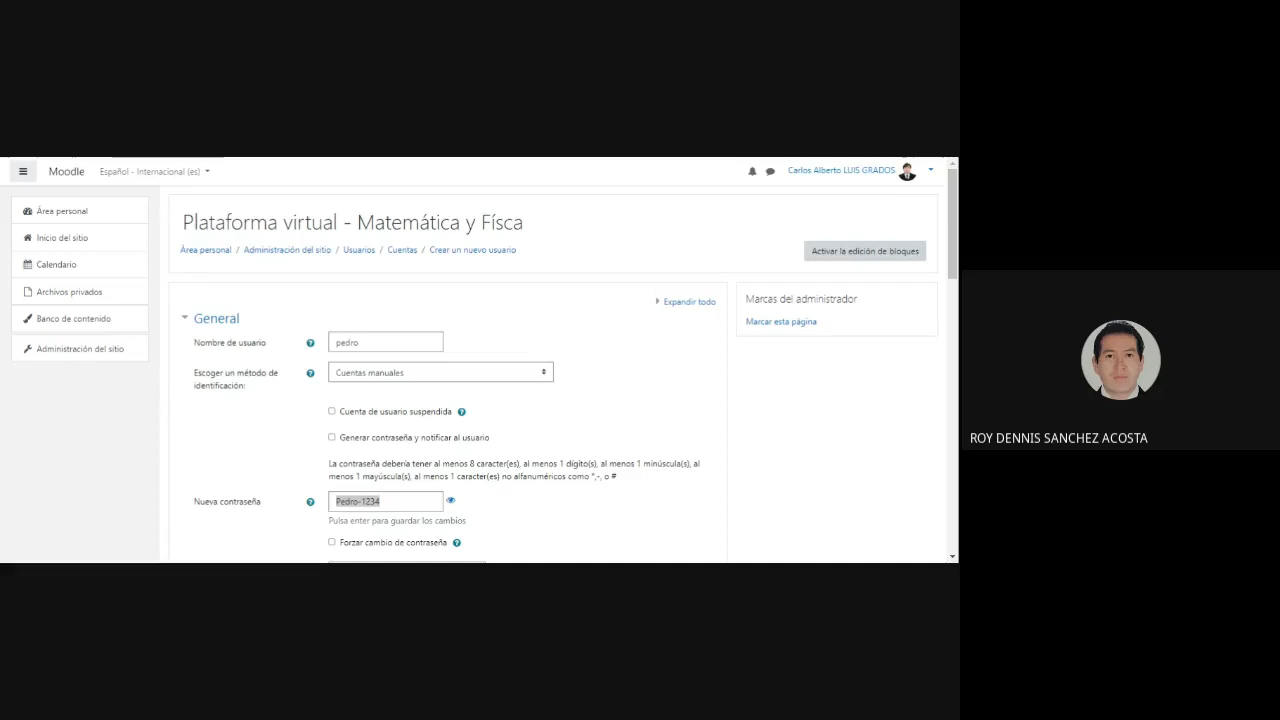 Moodle Español - Internacional (es) Carlos Alberto LUIS GRADOS
Área personal
Inicio del sitio
Calendario
Archivos privados
Banco de contenido
Administración del sitio
Plataforma virtual - Matemática y Físca
Área personal / Administración del sitio / Usuarios / Cuentas / Crear un nuevo usuario
Activar la edición de bloques
Expandir todo
General
Nombre de usuario pedro
Escoger un método de
identificación:
Cuentas manuales
Cuenta de usuario suspendida
Generar contraseña y notificar al usuario
La contraseña debería tener al menos 8 caracter(es), al menos 1 dígito(s), al menos 1 minúscula(s), al
menos 1 mayúscula(s), al menos 1 caracter(es) no alfanuméricos como *,-, o #
Nueva contraseña Pedro-1234
Pulsa enter para guardar los cambios
Forzar cambio de contraseña
Marcas del administrador
Marcar esta página
ROY DENNIS SANCHEZ ACOSTA